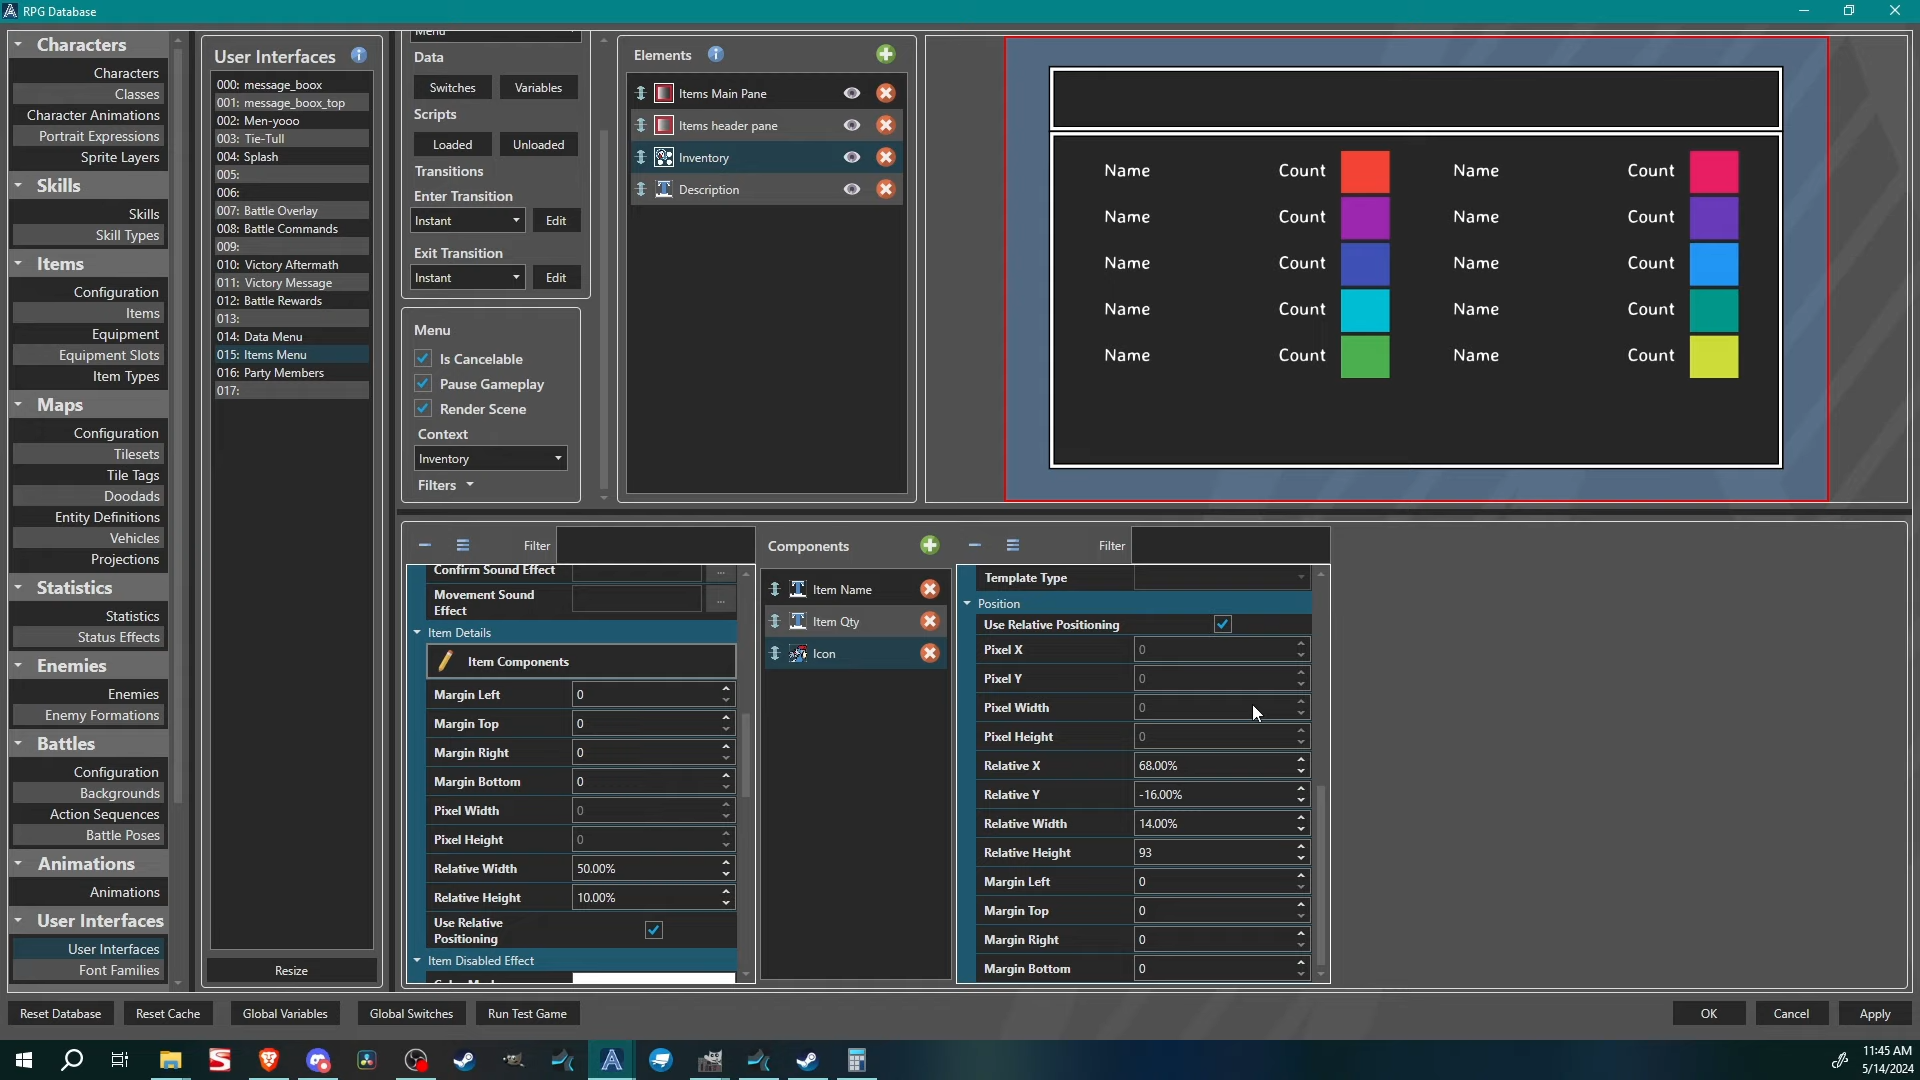 RPG Database
Characters
Characters
Classes
Character Animations
Portrait Expressions
Sprite Layers
Skills
Skills
Skill Types
Items
Configuration
Items
Equipment
Equipment Slots
Item Types
Maps
Configuration
Tilesets
Tile Tags
Doodads
Entity Definitions
Vehicles
Projections
Statistics
Statistics
Status Effects
Enemies
Enemies
Enemy Formations
Battles
Configuration
Backgrounds
Action Sequences
Battle Poses
Animations
Animations
User Interfaces
User Interfaces
Font Families
User Interfaces
000: message_boox
001: message_boox_top
002: Men-yooo
003: Tie-Tull
004: Splash
005:
006:
007: Battle Overlay
008: Battle Commands
009:
010: Victory Aftermath
011: Victory Message
012: Battle Rewards
013:
014: Data Menu
015: Items Menu
016: Party Members
017:
Resize
Menu
Data
Switches Variables
Scripts
Loaded Unloaded
Transitions
Enter Transition
Instant Edit
Exit Transition
Instant Edit
Menu
Is Cancelable
Pause Gameplay
Render Scene
Context
Inventory
Filters
Elements
Items Main Pane
Items header pane
Inventory
Description
Name Count Name Count
Name Count Name Count
Name Count Name Count
Name Count Name Count
Name Count Name Count
Filter
Confirm Sound Effect ...
Movement Sound
Effect ...
Item Details
Item Components
Margin Left 0
Margin Top 0
Margin Right 0
Margin Bottom 0
Pixel Width 0
Pixel Height 0
Relative Width 50.00%
Relative Height 10.00%
Use Relative
Positioning
Item Disabled Effect
Components
Item Name
Item Qty
Icon
Filter
Template Type
Position
Use Relative Positioning
Pixel X 0
Pixel Y 0
Pixel Width 0
Pixel Height 0
Relative X 68.00%
Relative Y -16.00%
Relative Width 14.00%
Relative Height 93
Margin Left 0
Margin Top 0
Margin Right 0
Margin Bottom 0
Reset Database Reset Cache Global Variables Global Switches Run Test Game OK Cancel Apply
11:45 AM
5/14/2024